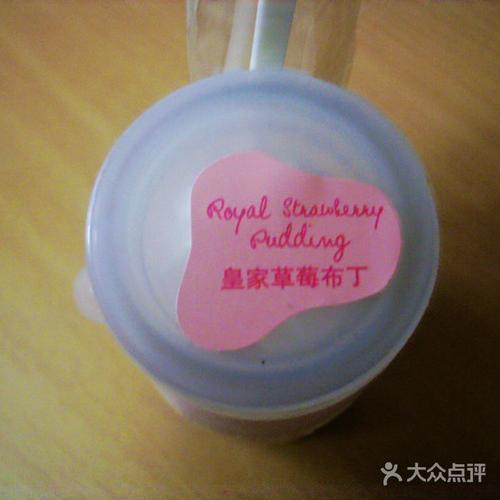 Royal Strawberry
Pudding
皇家草莓布丁
大众点评